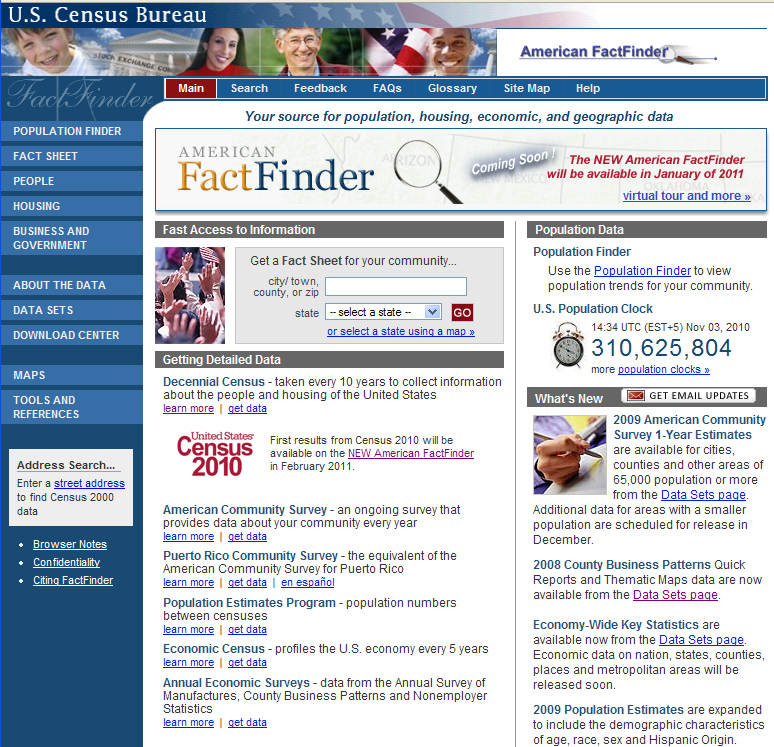 U.S. Census Bureau
STOCK EXCHANGE
American FactFinder
FactFinder
Main
Search
Feedback
FAQs
Glossary
Site Map
Help
POPULATION FINDER
FACT SHEET
PEOPLE
HOUSING
BUSINESS AND
GOVERNMENT
ABOUT THE DATA
DATA SETS
DOWNLOAD CENTER
MAPS
TOOLS AND
REFERENCES
Address Search...
Enter a street address
to find Census 2000
data
Browser Notes
Confidentiality
Citing FactFinder
Your source for population, housing, economic, and geographic data
AMERICAN
FactFinder
ARIZON
NEW MEXICO
OKLAHOMA
Coming Soon !
The NEW American FactFinder
will be available in January of 2011
virtual tour and more »
Fast Access to Information
Get a Fact Sheet for your community...
city/ town,
county, or zip
state -- select a state -- GO
or select a state using a map »
Getting Detailed Data
Decennial Census - taken every 10 years to collect information
about the people and housing of the United States
learn more | get data
United States
Census
2010
First results from Census 2010 will be
available on the NEW American FactFinder
in February 2011.
American Community Survey - an ongoing survey that
provides data about your community every year
learn more | get data
Puerto Rico Community Survey - the equivalent of the
American Community Survey for Puerto Rico
learn more | get data | en español
Population Estimates Program - population numbers
between censuses
learn more | get data
Economic Census - profiles the U.S. economy every 5 years
learn more | get data
Annual Economic Surveys - data from the Annual Survey of
Manufactures, County Business Patterns and Nonemployer
Statistics
learn more | get data
Population Data
Population Finder
Use the Population Finder to view
population trends for your community.
U.S. Population Clock
14:34 UTC (EST+5) Nov 03, 2010
310,625,804
more population clocks »
What's New
GET EMAIL UPDATES
2009 American Community
Survey 1-Year Estimates
are available for cities,
counties and other areas of
65,000 population or more
from the Data Sets page.
Additional data for areas with a smaller
population are scheduled for release in
December.
2008 County Business Patterns Quick
Reports and Thematic Maps data are now
available from the Data Sets page.
Economy-Wide Key Statistics are
available now from the Data Sets page.
Economic data on nation, states, counties,
places and metropolitan areas will be
released soon.
2009 Population Estimates are expanded
to include the demographic characteristics
of age, race, sex and Hispanic Origin.